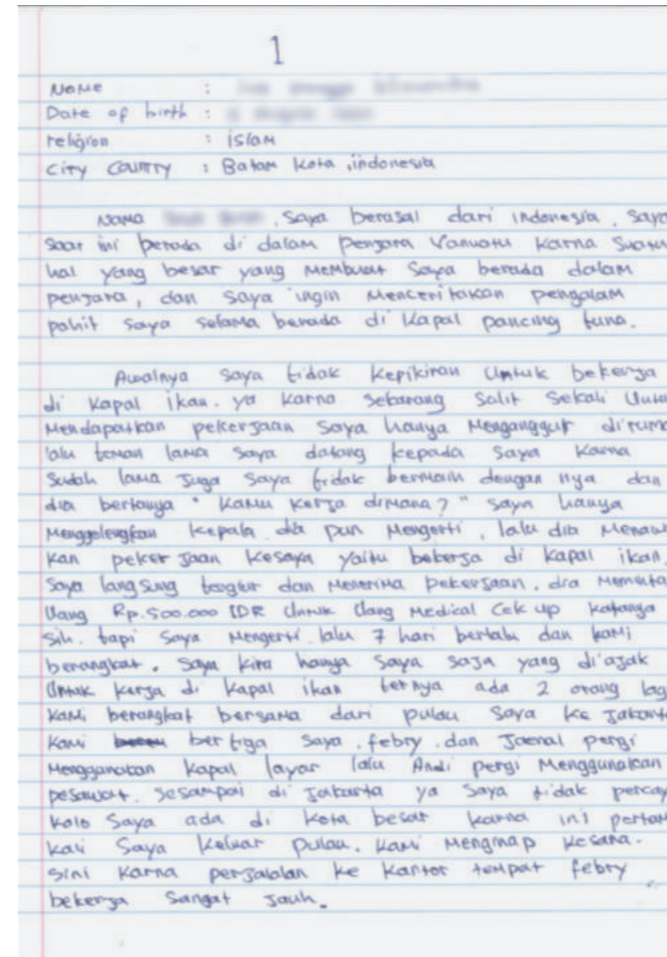 1
Name :
Date of birth :
religion : islam
City Country : Batam Kota, indonesia
Nama , saya berasal dari indonesia. saya
saat ini berada di dalam penjara Vanuatu karna Suatu
hal yang besar yang membuat Saya berada dalam
penjara, dan saya ingin Menceritakan pengalam
pahit saya selama berada di kapal pancing tuna.
Awalnya saya tidak kepikiran Untuk bekerja
di kapal ikan. ya karna sekarang Salit Sekali
Mendapatkan pekerjaan saya hanya Menganggur
lalu teman lama saya datang kepada saya karna
Sudah lama Juga saya tidak bermain dengan nya dan
dia bertanya " Kamu kerja dimana? " saya hanya
Menggelengkan kepala dia pun Mengerti, lalu dia Menaw
kan pekerjaan kesaya yaitu bekerja di kapal ikan.
Saya langsung dan Menerima pekerjaan. dia Meminta
Uang Rp.500.000 IDR Untuk Uang Medical Cek up katanya
Sih. tapi saya Mengerti. lalu 7 hari berlalu dan kami
berangkat. Saya kira hanya Saya saja yang di'ajak
Untuk kerja di kapal ikan ada 2 orang lag
kami berangkat bersama dari pulau saya ke Jakarta
kami bertiga saya, febry, dan Jaenal pergi
Menggunakan kapal layar lalu Andi pergi Menggunakan
pesawat. Sesampai di Jakarta ya saya tidak percay
kalo Saya ada di kota besar karna ini pertam
kali Saya keluar pulau. kami Menginap kesana-
sini karna ke kantor tempat febry
bekerja Sangat Jauh.